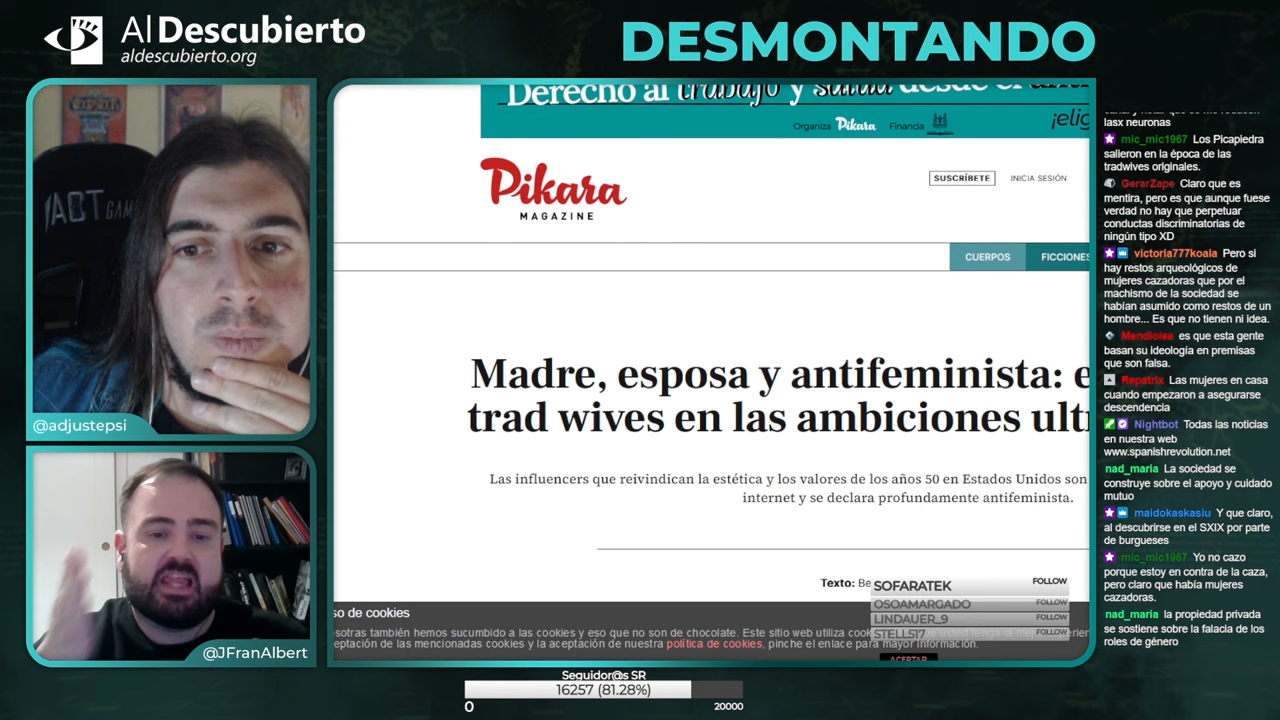 Al Descubierto
aldescubierto.org
DESMONTANDO
@adjustepsi
@JFranAlbert
Derecho al trabajo y salud desde el
Organiza Pikara Financia
¡elig
Pikara
MAGAZINE
SUSCRÍBETE
INICIA SESIÓN
CUERPOS
FICCIONES
Madre, esposa y antifeminista: e
trad wives en las ambiciones ultr
Las influencers que reivindican la estética y los valores de los años 50 en Estados Unidos son
internet y se declara profundamente antifeminista.
Texto: Be
so de cookies
osotras también hemos sucumbido a las cookies y eso que no son de chocolate. Este sitio web utiliza
eptación de las mencionadas cookies y la aceptación de nuestra política de cookies, pinche el enlace para mayor información.
ACEPTAR
SOFARATEK FOLLOW
OSOAMARGADO FOLLOW
LINDAUER_9 FOLLOW
STELLS17 FOLLOW
lasx neuronas
mic_mic1967 Los Picapiedra
salieron en la época de las
tradwives originales.
GerarZape Claro que es
mentira, pero es que aunque fuese
verdad no hay que perpetuar
conductas discriminatorias de
ningún tipo XD
victoria777koala Pero si
hay restos arqueológicos de
mujeres cazadoras que por el
machismo de la sociedad se
habían asumido como restos de un
hombre... Es que no tienen ni idea.
Mendiolea es que esta gente
basan su ideología en premisas
que son falsa.
Repatrix Las mujeres en casa
cuando empezaron a asegurarse
descendencia
Nightbot Todas las noticias
en nuestra web
www.spanishrevolution.net
nad_maria La sociedad se
construye sobre el apoyo y cuidado
mutuo
maidokaskasiu Y que claro,
al descubrirse en el SXIX por parte
de burgueses
mic_mic1967 Yo no cazo
porque estoy en contra de la caza,
pero claro que había mujeres
cazadoras.
nad_maria la propiedad privada
se sostiene sobre la falacia de los
roles de género
Seguidor@s SR
16257 (81.28%)
0
20000